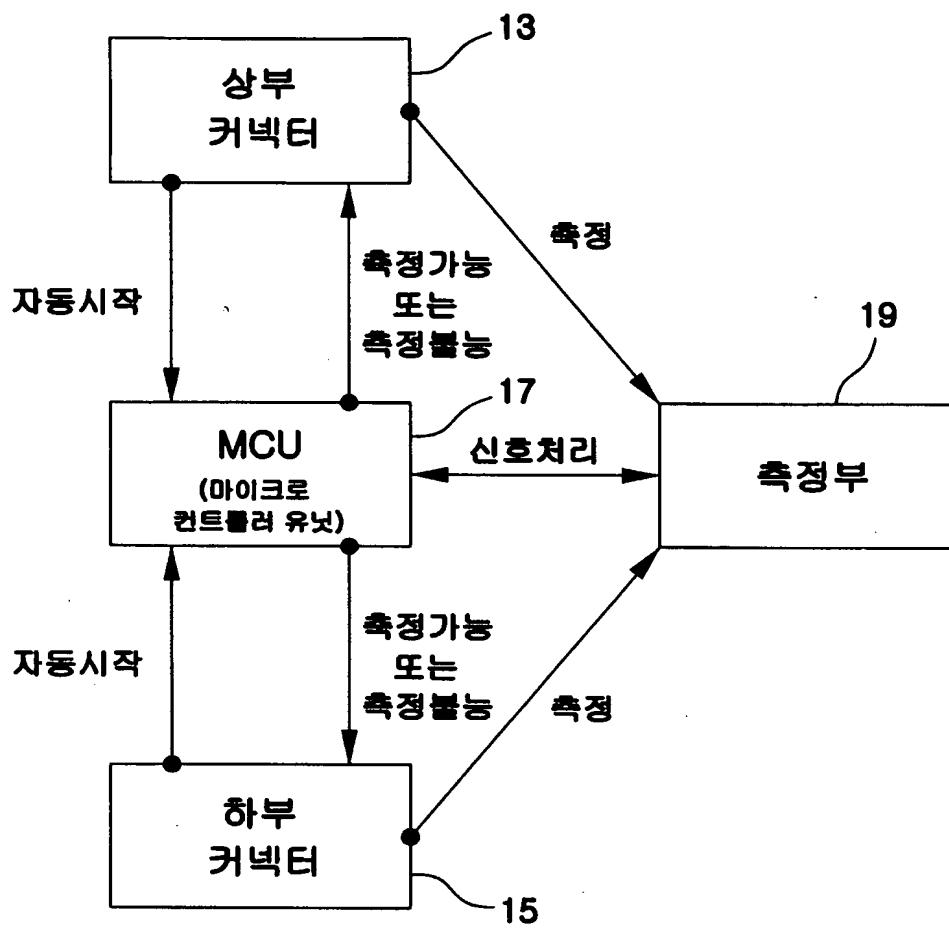 13
상부
커넥터
측정
자동시작
측정가능
또는
측정불능
19
17
MCU
(마이크로
컨트롤러 유닛)
신호처리
측정부
자동시작
측정가능
또는
측정불능
측정
하부
커넥터
15